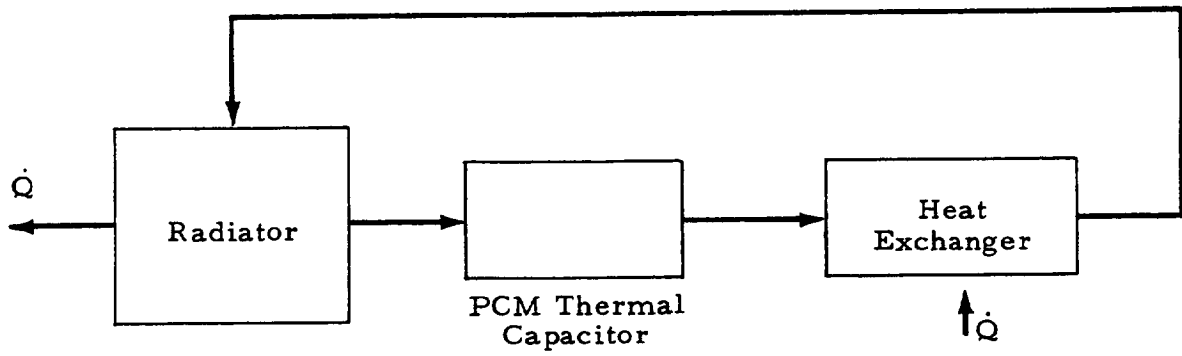 Q̇
Radiator
PCM Thermal
Capacitor
Heat
Exchanger
Q̇